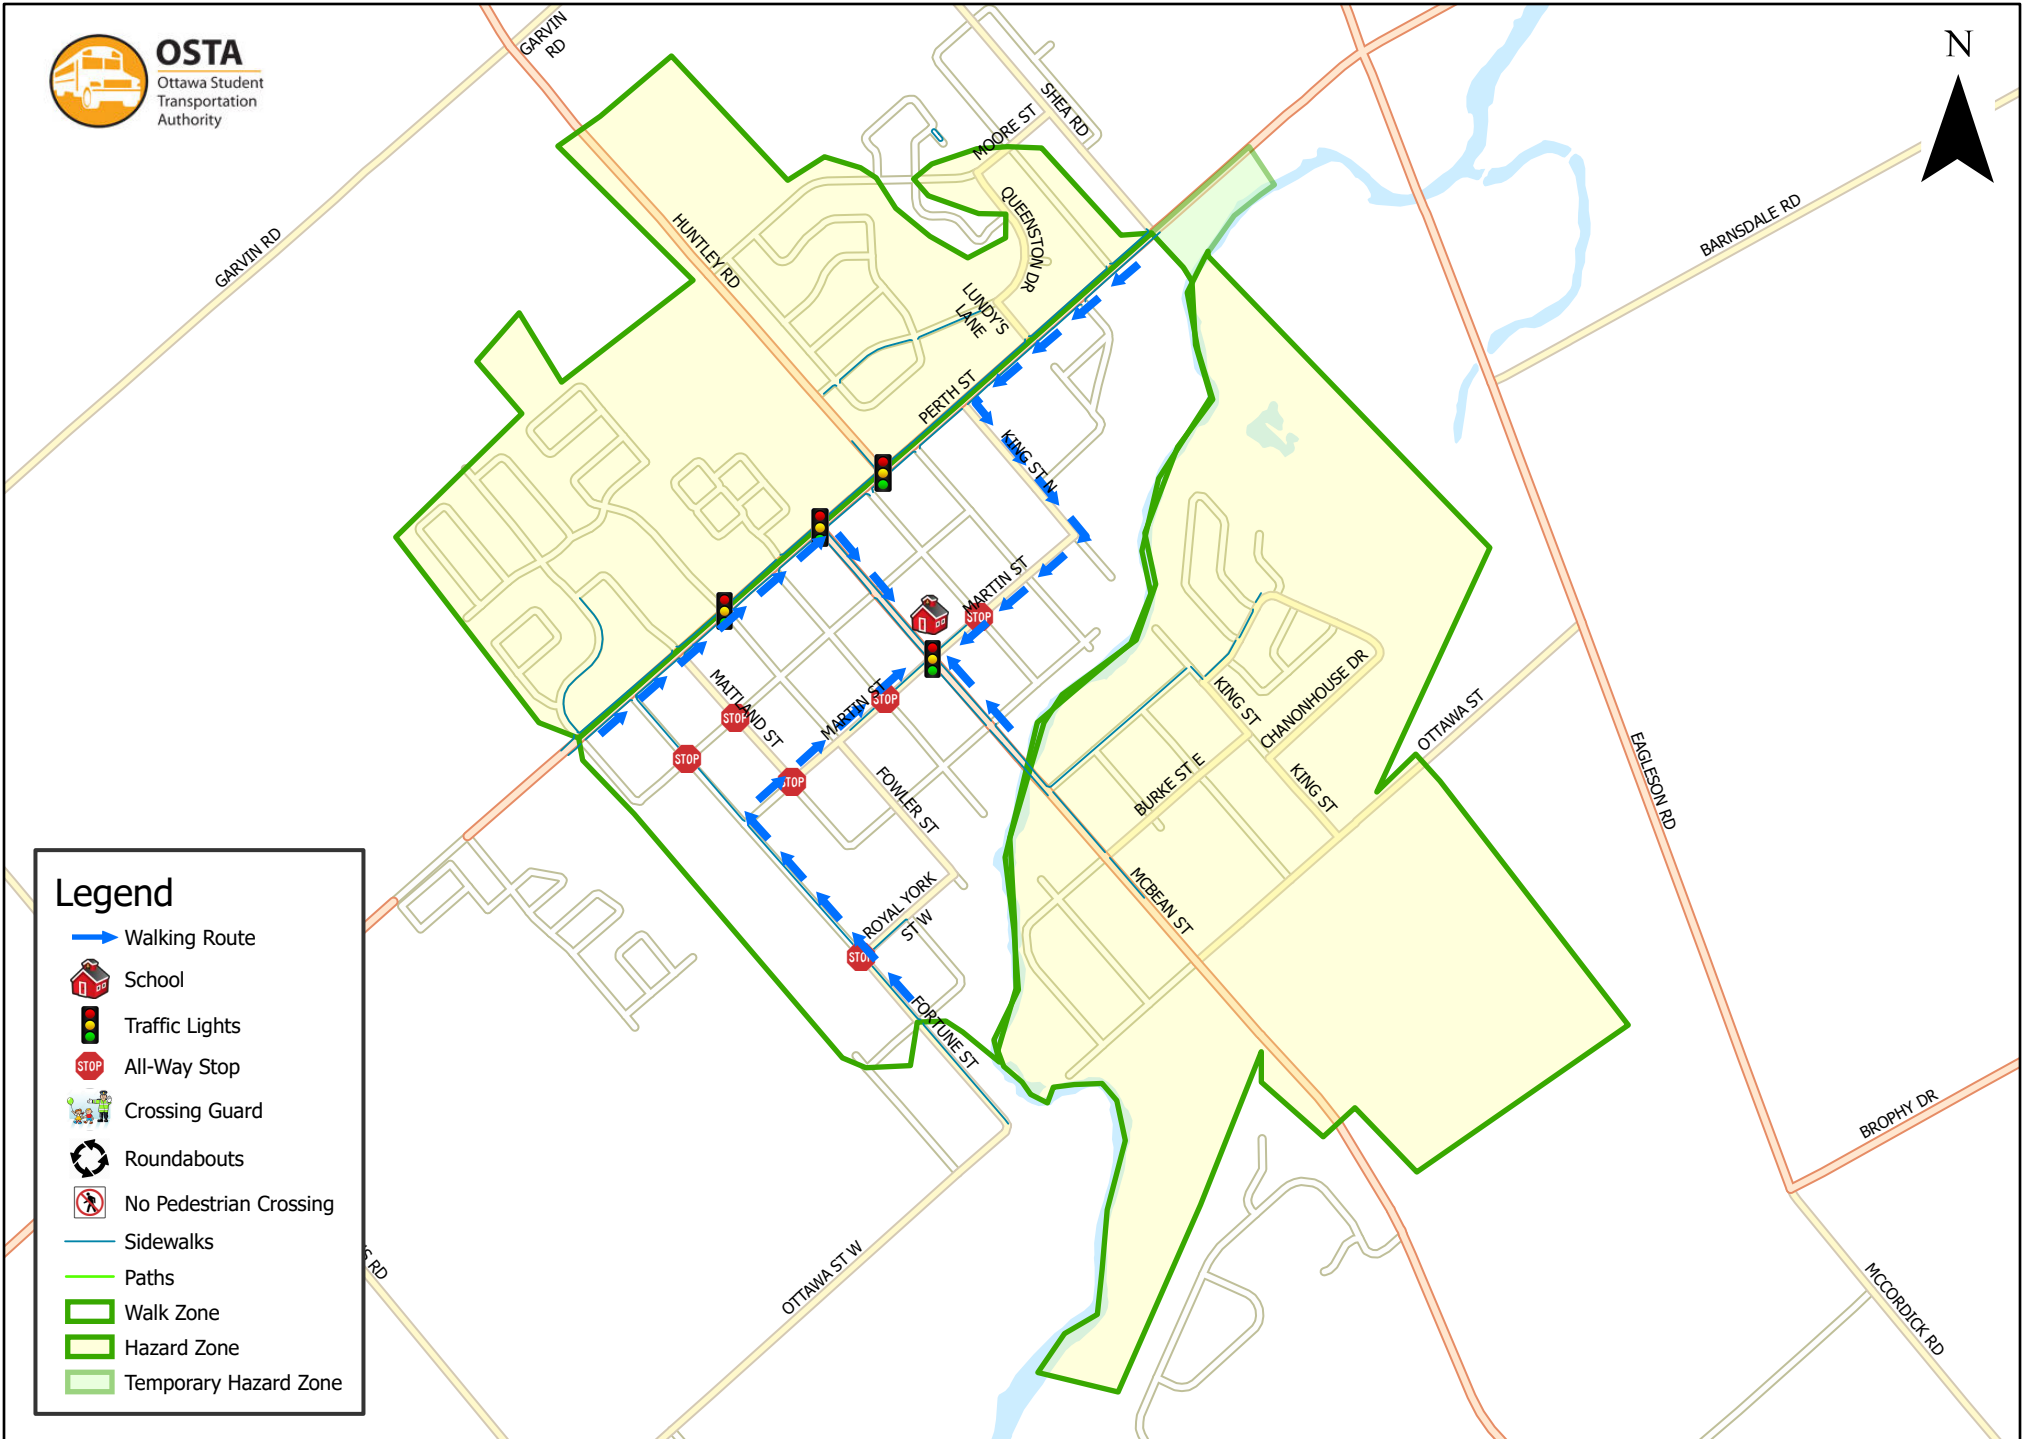 OSTA
Ottawa Student
Transportation
Authority
N
GARVIN
RD
GARVIN RD
SHEA RD
MOORE ST
QUEENSTON DR
HUNTLEY RD
LUNDY'S
LANE
BARNSDALE RD
PERTH ST
KING ST N
MARTIN ST
STOP
MAITLAND ST
STOP
MARTIN ST
STOP
STOP
STOP
FOWLER ST
KING ST
CHANONHOUSE DR
OTTAWA ST
BURKE ST E
KING ST
EAGLESON RD
ROYAL YORK
ST W
STOP
MCBEAN ST
FORTUNE ST
BROPHY DR
OTTAWA ST W
MCCORDICK RD
RD
Legend
Walking Route
School
Traffic Lights
STOP
All-Way Stop
Crossing Guard
Roundabouts
No Pedestrian Crossing
Sidewalks
Paths
Walk Zone
Hazard Zone
Temporary Hazard Zone